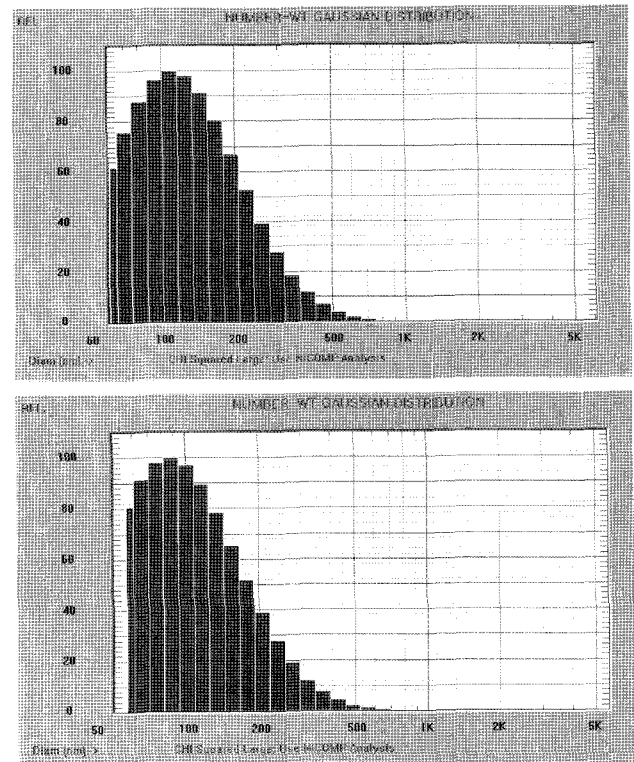 REL.
NUMBER-WT GAUSSIAN DISTRIBUTION
100
80
60
40
20
0
60 100 200 500 1K 2K 5K
Diam (nm) ->
CHI Squared Large: Use NICOMP Analysis
REL.
NUMBER-WT GAUSSIAN DISTRIBUTION
100
80
60
40
20
0
50 100 200 500 1K 2K 5K
Diam (nm) ->
CHI Squared Large: Use NICOMP Analysis